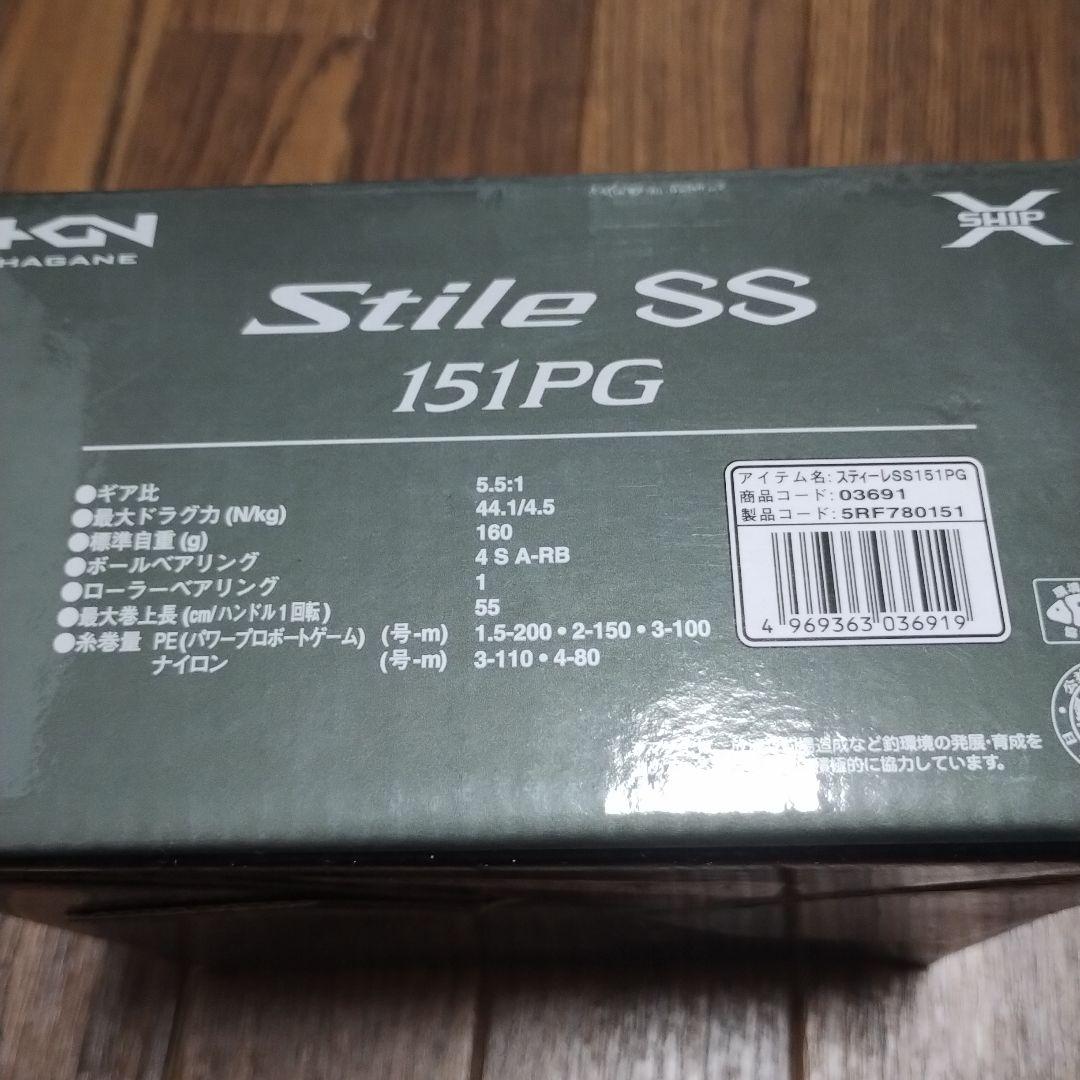 HAGANE
X SHIP
Stile SS
151PG
●ギア比 5.5:1
●最大ドラグ力(N/kg) 44.1/4.5
●標準自重(g) 160
●ボールベアリング 4 S A-RB
●ローラーベアリング 1
●最大巻上長(cm/ハンドル1回転) 55
●糸巻量 PE(パワープロボートゲーム) (号-m) 1.5-200・2-150・3-100
ナイロン (号-m) 3-110・4-80
アイテム名: スティーレSS151PG
商品コード: 03691
製品コード: 5RF780151
4 969363 036919
成など釣環境の発展・育成を
極的に協力しています。